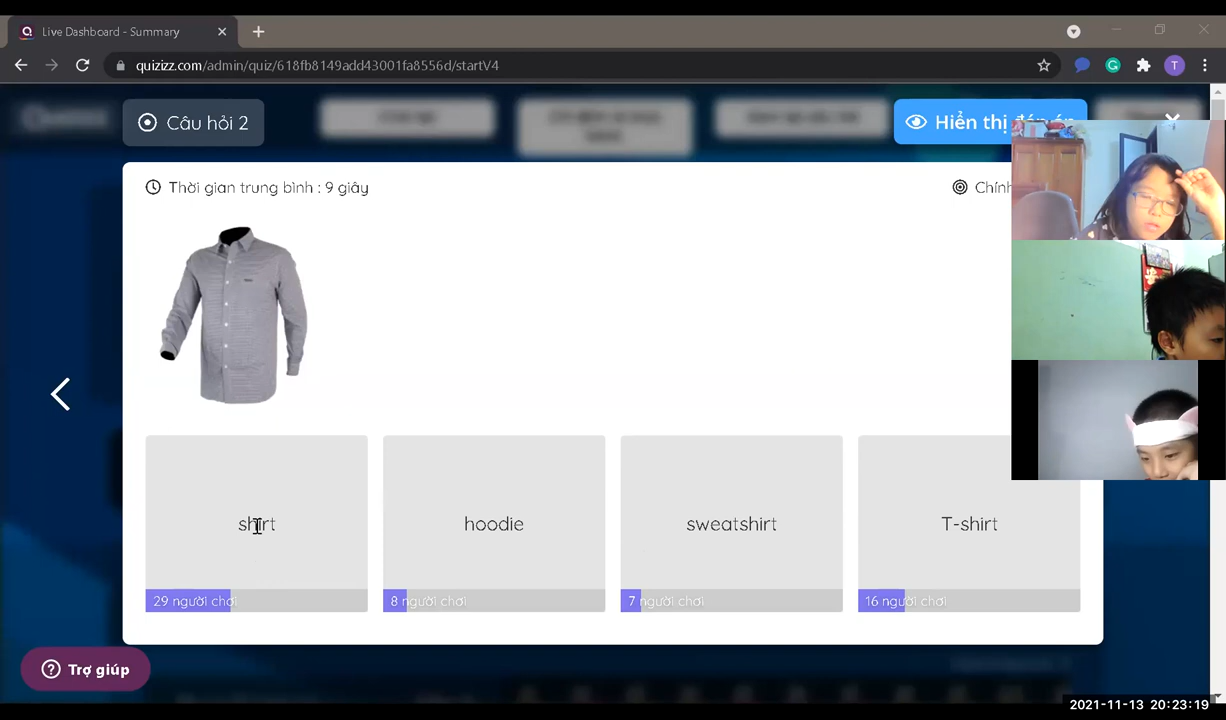 Live Dashboard - Summary
quizizz.com/admin/quiz/618fb8149add43001fa8556d/startV4
T
Câu hỏi 2
Hiển thị đáp án
Thời gian trung bình : 9 giây
Chính
shirt
hoodie
sweatshirt
T-shirt
29 người chơi
8 người chơi
7 người chơi
16 người chơi
Trợ giúp
2021-11-13 20:23:19